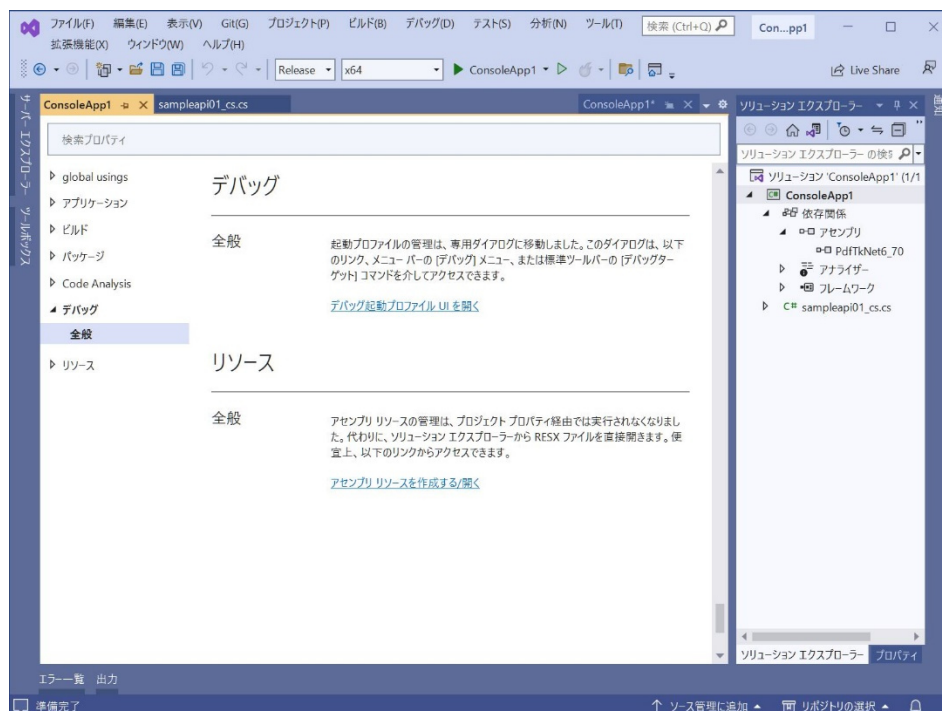 ファイル(F) 編集(E) 表示(V) Git(G) プロジェクト(P) ビルド(B) デバッグ(D) テスト(S) 分析(N) ツール(T) 検索 (Ctrl+Q) Con...pp1
拡張機能(X) ウィンドウ(W) ヘルプ(H)
Release x64 ConsoleApp1 Live Share
サーバー エクスプローラー
ツールボックス
ConsoleApp1 sampleapi01_cs.cs ConsoleApp1*
検索プロパティ
global usings
アプリケーション
ビルド
パッケージ
Code Analysis
デバッグ
全般
リソース
デバッグ
全般
起動プロファイルの管理は、専用ダイアログに移動しました。このダイアログは、以下
のリンク、メニュー バーの [デバッグ] メニュー、または標準ツールバーの [デバッグター
ゲット] コマンドを介してアクセスできます。
デバッグ起動プロファイル UI を開く
リソース
全般
アセンブリ リソースの管理は、プロジェクト プロパティ経由では実行されなくなりまし
た。代わりに、ソリューション エクスプローラーから RESX ファイルを直接開きます。便
宜上、以下のリンクからアクセスできます。
アセンブリ リソースを作成する/開く
ソリューション エクスプローラー
ソリューション エクスプローラー の検
ソリューション 'ConsoleApp1' (1/1
ConsoleApp1
依存関係
アセンブリ
PdfTkNet6_70
アナライザー
フレームワーク
C# sampleapi01_cs.cs
ソリューション エクスプローラー プロパティ
通知
エラー一覧 出力
準備完了 ソース管理に追加 リポジトリの選択